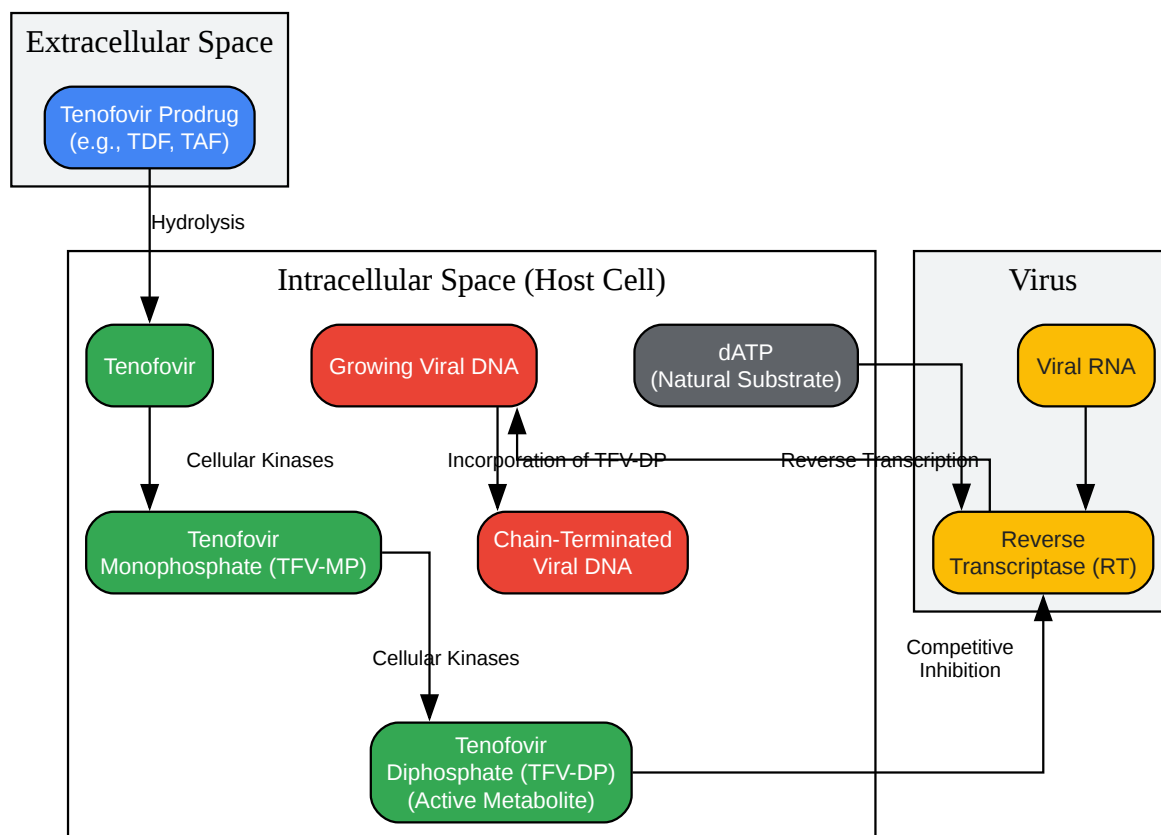 Extracellular Space
Tenofovir Prodrug
(e.g., TDF, TAF)
Hydrolysis
Intracellular Space (Host Cell)
Virus
Tenofovir
Growing Viral DNA
dATP
(Natural Substrate)
Viral RNA
Cellular Kinases
Incorporation of TFV-DP
Reverse Transcription
Tenofovir
Monophosphate (TFV-MP)
Chain-Terminated
Viral DNA
Reverse
Transcriptase (RT)
Cellular Kinases
Competitive
Inhibition
Tenofovir
Diphosphate (TFV-DP)
(Active Metabolite)